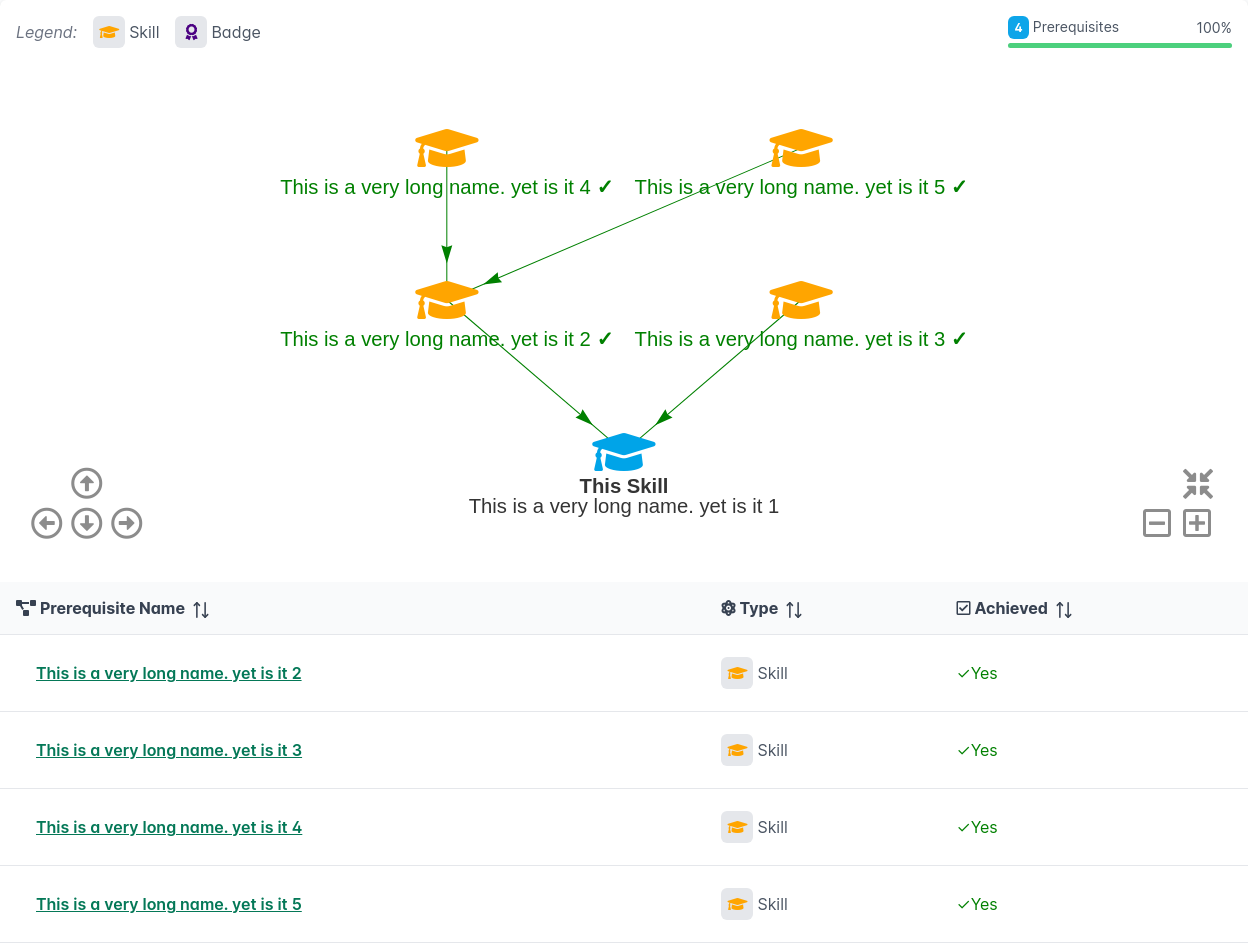 Legend: Skill Badge
4 Prerequisites 100%
This is a very long name. yet is it 4 ✓ This is a very long name. yet is it 5 ✓
This is a very long name. yet is it 2 ✓ This is a very long name. yet is it 3 ✓
This Skill
This is a very long name. yet is it 1
Prerequisite Name Type Achieved
This is a very long name. yet is it 2 Skill ✓Yes
This is a very long name. yet is it 3 Skill ✓Yes
This is a very long name. yet is it 4 Skill ✓Yes
This is a very long name. yet is it 5 Skill ✓Yes